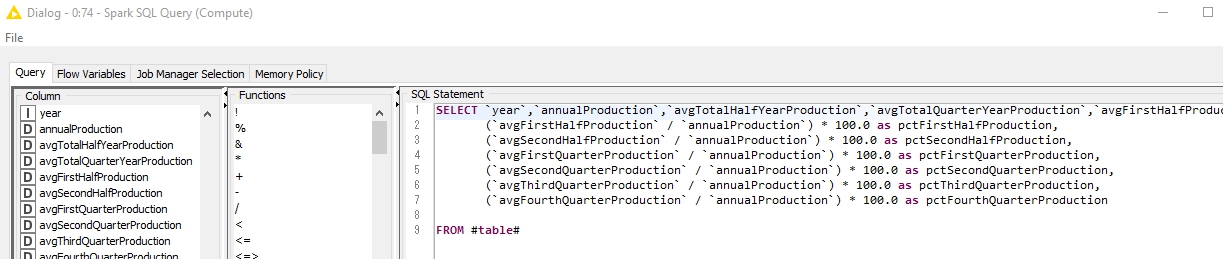 Dialog - 0:74 - Spark SQL Query (Compute)
File
Query Flow Variables Job Manager Selection Memory Policy
Column
I year
D annualProduction
D avgTotalHalfYearProduction
D avgTotalQuarterYearProduction
D avgFirstHalfProduction
D avgSecondHalfProduction
D avgFirstQuarterProduction
D avgSecondQuarterProduction
D avgThirdQuarterProduction
D avgFourthQuarterProduction
Functions
!
%
&
*
+
-
/
<
<=
<=>
SQL Statement
1 SELECT `year`,`annualProduction`,`avgTotalHalfYearProduction`,`avgTotalQuarterYearProduction`,`avgFirstHalfProduc
2 (`avgFirstHalfProduction` / `annualProduction`) * 100.0 as pctFirstHalfProduction,
3 (`avgSecondHalfProduction` / `annualProduction`) * 100.0 as pctSecondHalfProduction,
4 (`avgFirstQuarterProduction` / `annualProduction`) * 100.0 as pctFirstQuarterProduction,
5 (`avgSecondQuarterProduction` / `annualProduction`) * 100.0 as pctSecondQuarterProduction,
6 (`avgThirdQuarterProduction` / `annualProduction`) * 100.0 as pctThirdQuarterProduction,
7 (`avgFourthQuarterProduction` / `annualProduction`) * 100.0 as pctFourthQuarterProduction
8
9 FROM #table#